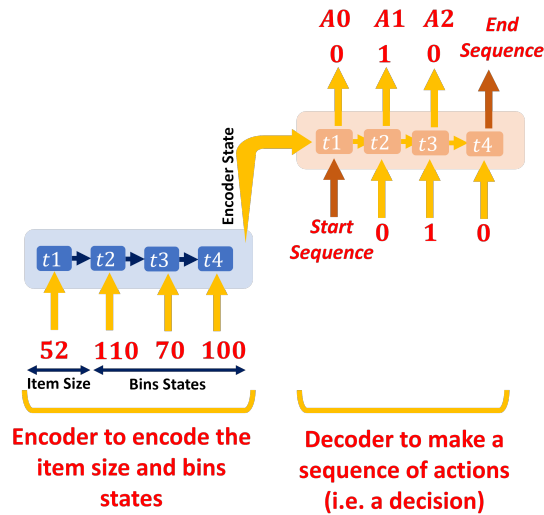 A0 A1 A2 End
0 1 0 Sequence
t1 t2 t3 t4
Encoder State
Start
Sequence
0 1 0
t1 t2 t3 t4
52 110 70 100
Item Size Bins States
Encoder to encode the
item size and bins
states
Decoder to make a
sequence of actions
(i.e. a decision)